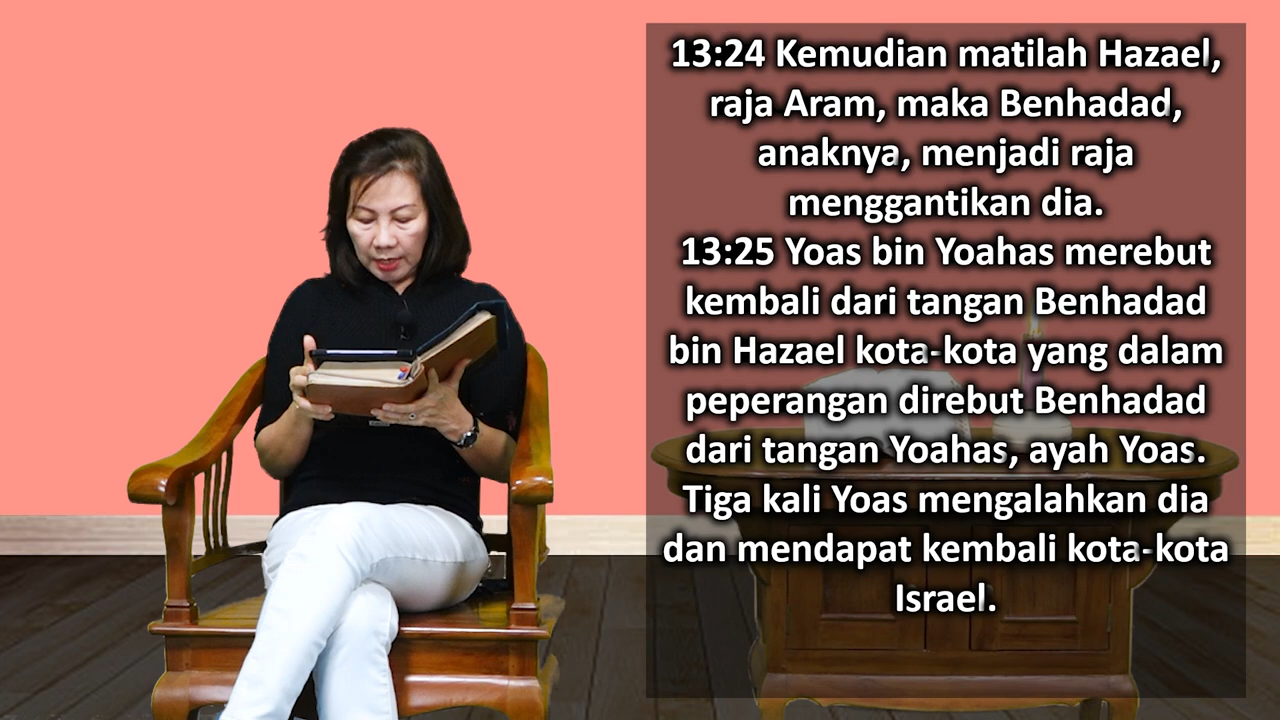 13:24 Kemudian matilah Hazael,
raja Aram, maka Benhadad,
anaknya, menjadi raja
menggantikan dia.
13:25 Yoas bin Yoahas merebut
kembali dari tangan Benhadad
bin Hazael kota-kota yang dalam
peperangan direbut Benhadad
dari tangan Yoahas, ayah Yoas.
Tiga kali Yoas mengalahkan dia
dan mendapat kembali kota-kota
Israel.